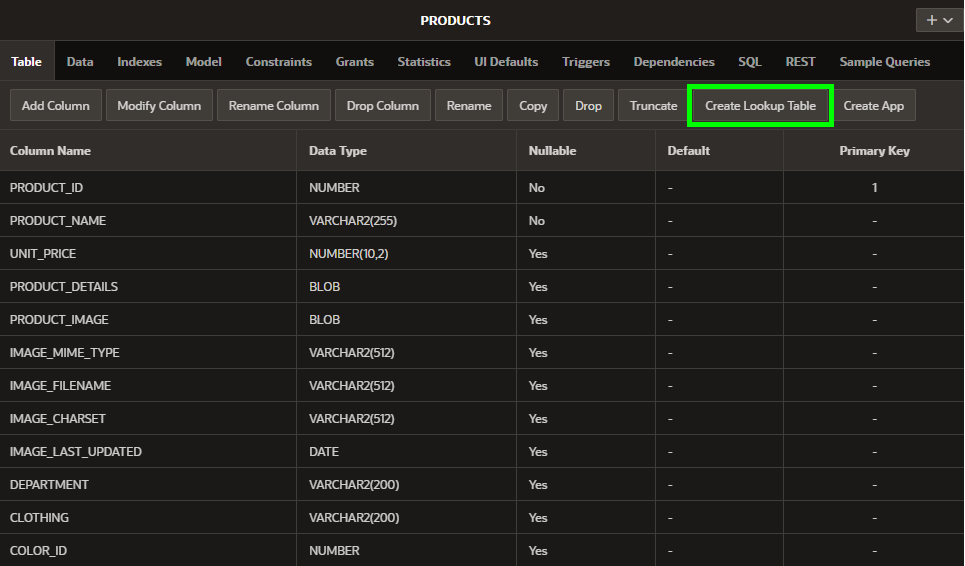 PRODUCTS
Table Data Indexes Model Constraints Grants Statistics UI Defaults Triggers Dependencies SQL REST Sample Queries
Add Column Modify Column Rename Column Drop Column Rename Copy Drop Truncate Create Lookup Table Create App
Column Name Data Type Nullable Default Primary Key
PRODUCT_ID NUMBER No - 1
PRODUCT_NAME VARCHAR2(255) No - -
UNIT_PRICE NUMBER(10,2) Yes - -
PRODUCT_DETAILS BLOB Yes - -
PRODUCT_IMAGE BLOB Yes - -
IMAGE_MIME_TYPE VARCHAR2(512) Yes - -
IMAGE_FILENAME VARCHAR2(512) Yes - -
IMAGE_CHARSET VARCHAR2(512) Yes - -
IMAGE_LAST_UPDATED DATE Yes - -
DEPARTMENT VARCHAR2(200) Yes - -
CLOTHING VARCHAR2(200) Yes - -
COLOR_ID NUMBER Yes - -